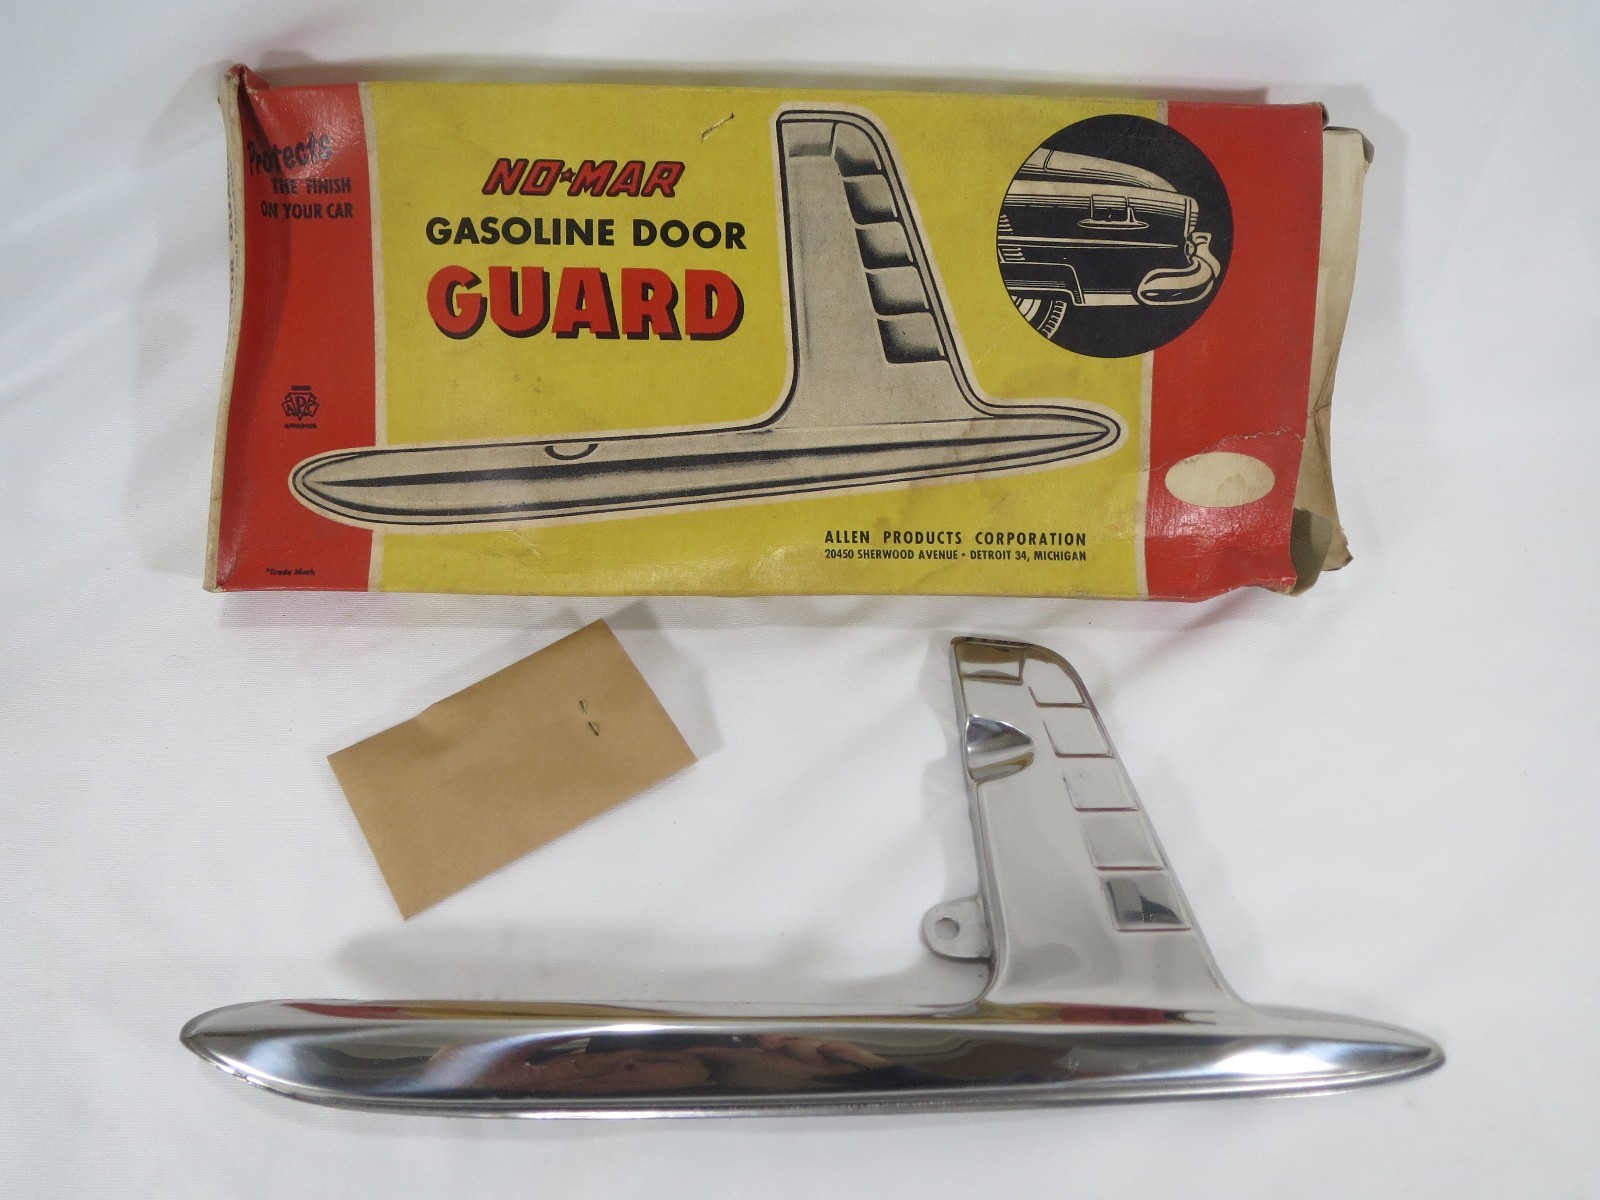 Protects
THE FINISH
ON YOUR CAR
NO★MAR
GASOLINE DOOR
GUARD
APPROVED
ALLEN PRODUCTS CORPORATION
20450 SHERWOOD AVENUE • DETROIT 34, MICHIGAN
*Trade Mark